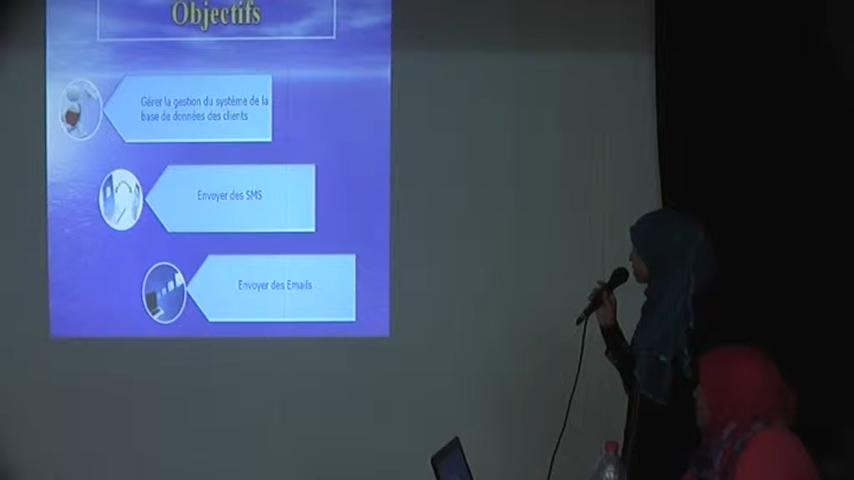 Objectifs
Gérer la gestion du système de la
base de données des clients
Envoyer des SMS
Envoyer des Emails